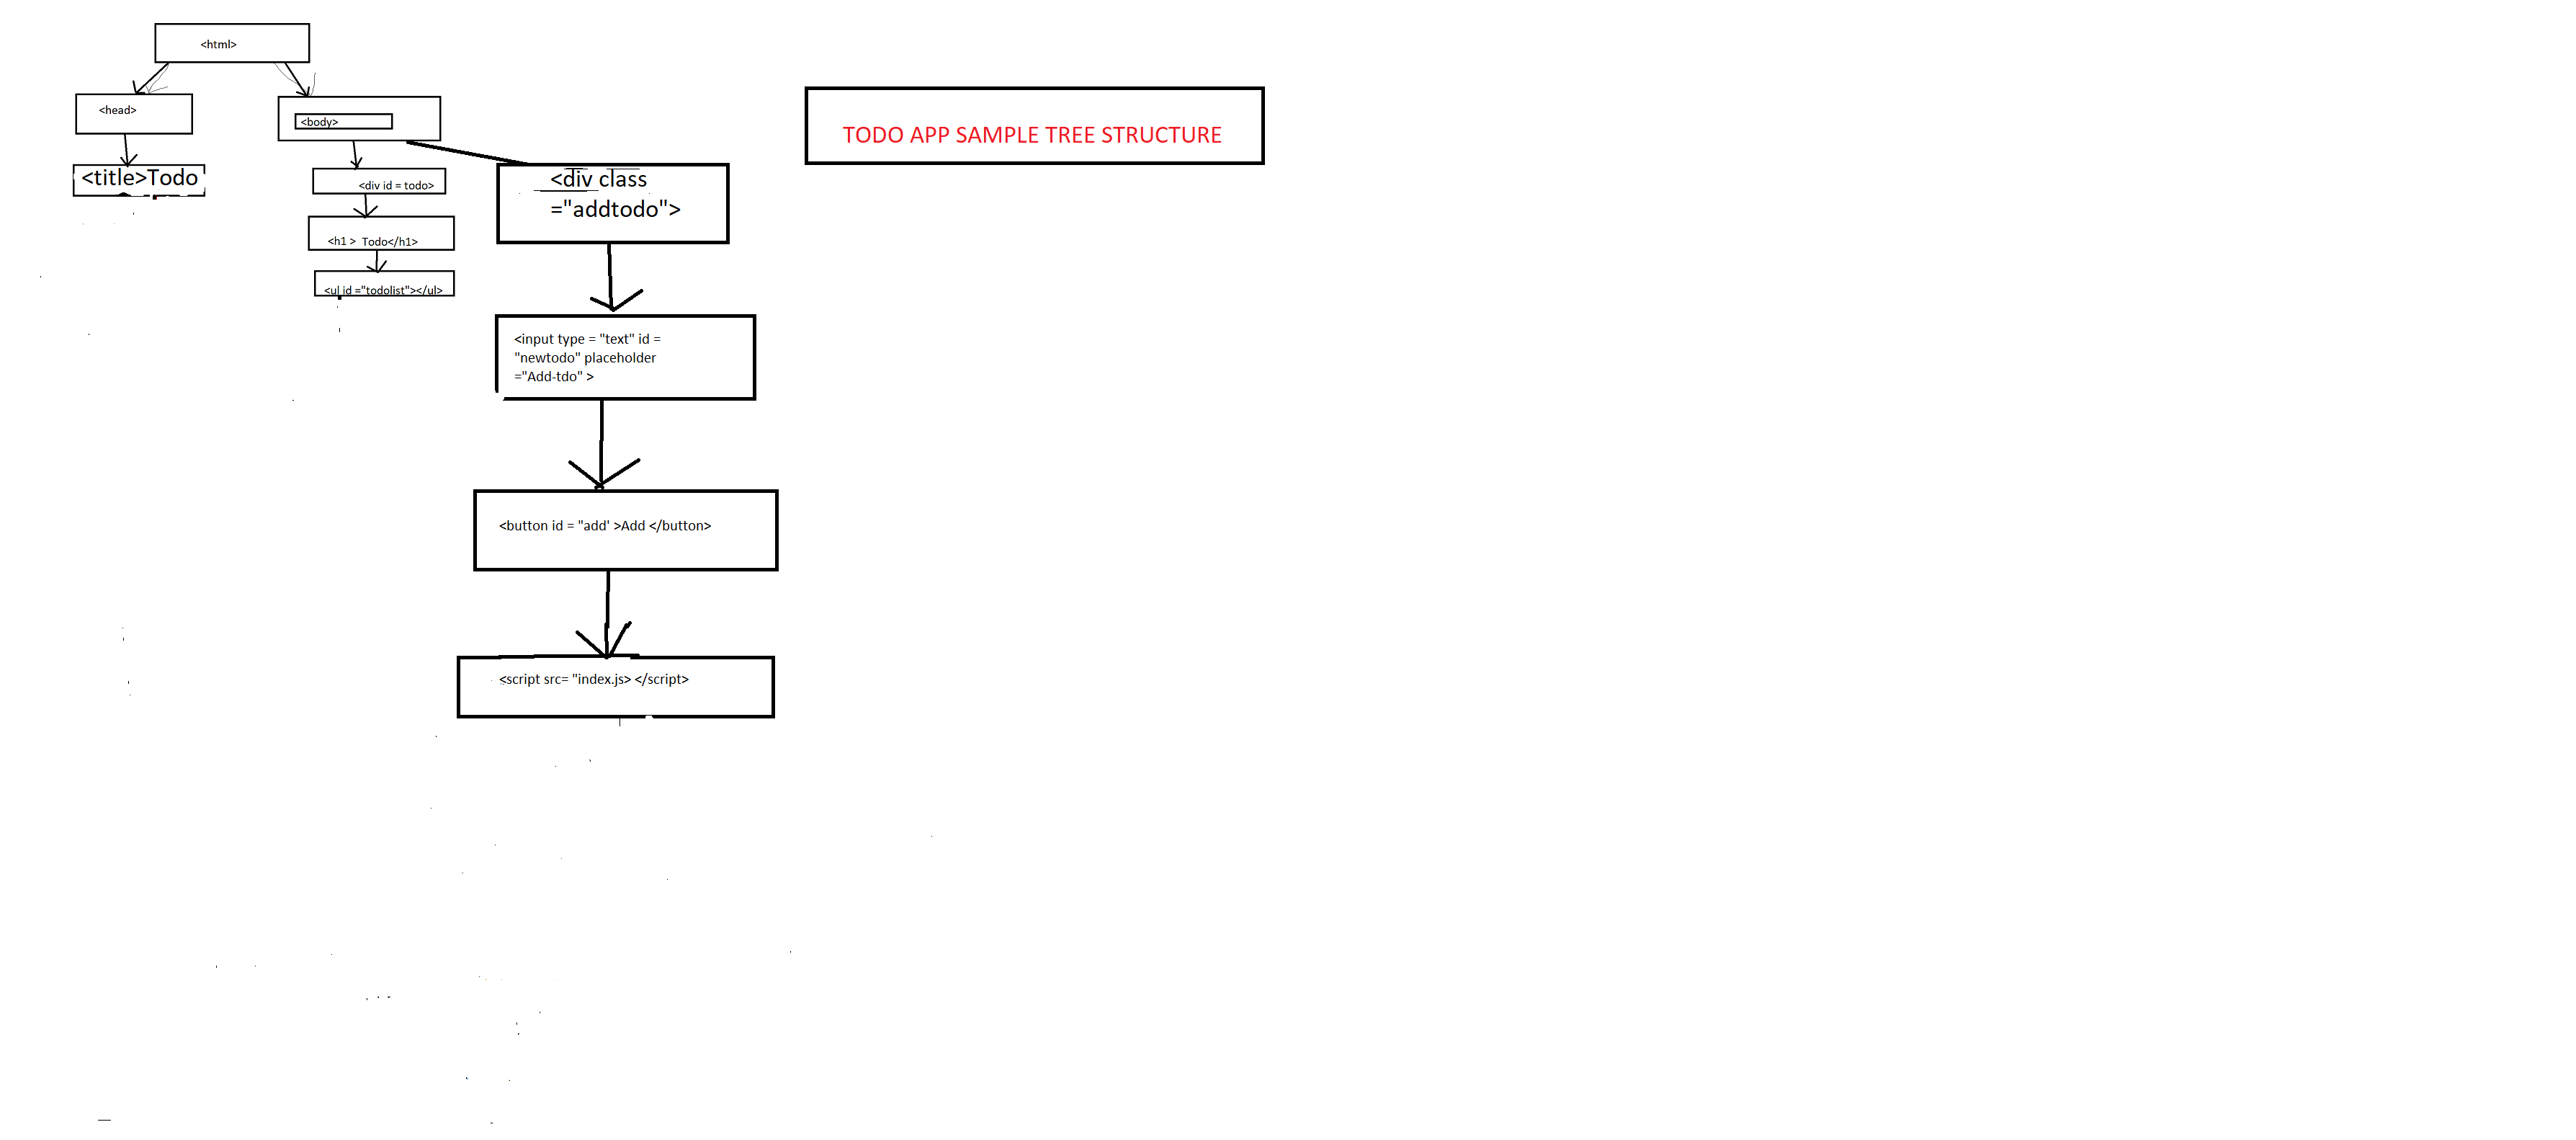 <html>
<head>
<body>
TODO APP SAMPLE TREE STRUCTURE
<title>Todo
<div id = todo>
<h1 > Todo</h1>
<ul id ="todolist"></ul>
<div class
="addtodo">
<input type = "text" id =
"newtodo" placeholder
="Add-tdo" >
<button id = "add' >Add </button>
<script src= "index.js> </script>